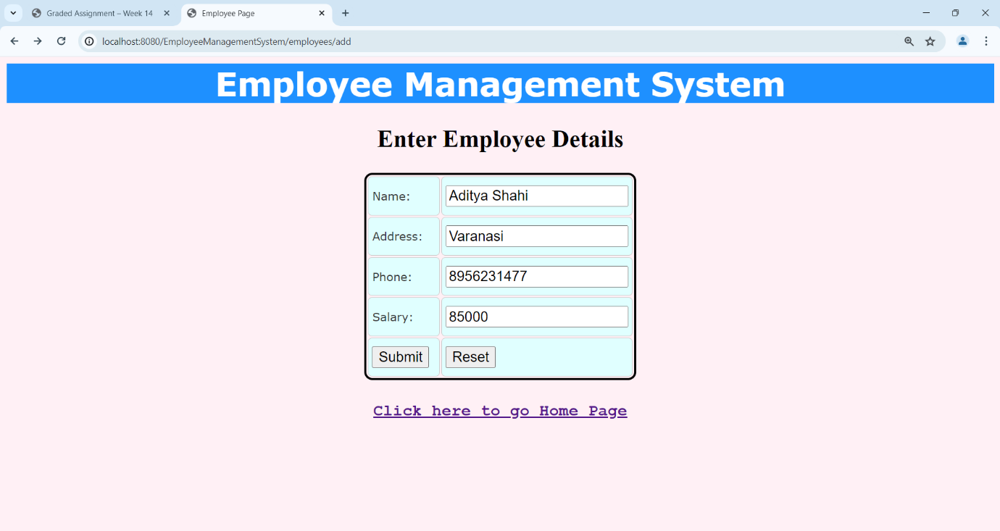 Graded Assignment – Week 14
Employee Page
localhost:8080/EmployeeManagementSystem/employees/add
Employee Management System
Enter Employee Details
Name: Aditya Shahi
Address: Varanasi
Phone: 8956231477
Salary: 85000
Submit Reset
Click here to go Home Page